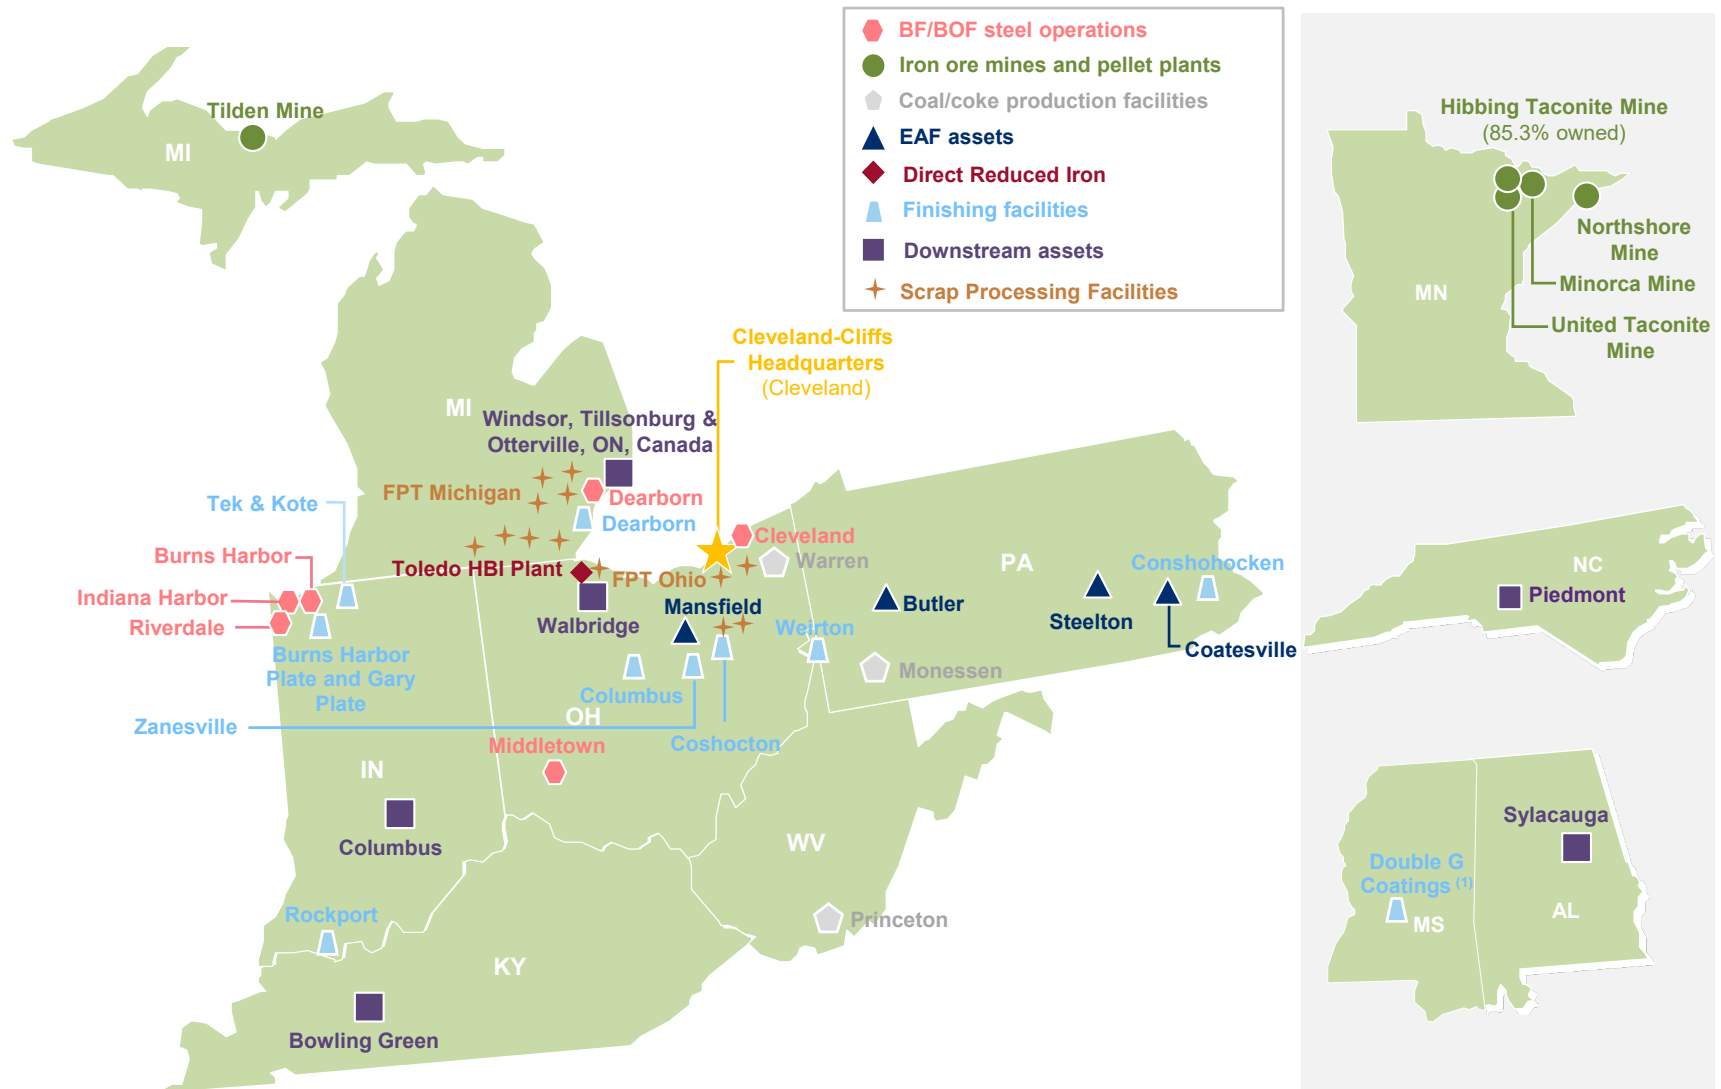 BF/BOF steel operations
Iron ore mines and pellet plants
Coal/coke production facilities
EAF assets
Direct Reduced Iron
Finishing facilities
Downstream assets
Scrap Processing Facilities
Tilden Mine
MI
Cleveland-Cliffs
Headquarters
(Cleveland)
MI
Windsor, Tillsonburg &
Otterville, ON, Canada
FPT Michigan
Dearborn
Dearborn
Tek & Kote
Burns Harbor
Indiana Harbor
Riverdale
Burns Harbor
Plate and Gary
Plate
Toledo HBI Plant
FPT Ohio
Cleveland
Warren
PA
Conshohocken
Mansfield
Walbridge
Butler
Steelton
Coatesville
Weirton
Monessen
Columbus
Zanesville
OH
Coshocton
Middletown
IN
Columbus
WV
Rockport
Princeton
KY
Bowling Green
Hibbing Taconite Mine
(85.3% owned)
Northshore
Mine
MN
Minorca Mine
United Taconite
Mine
NC
Piedmont
Sylacauga
Double G
Coatings (1)
MS
AL